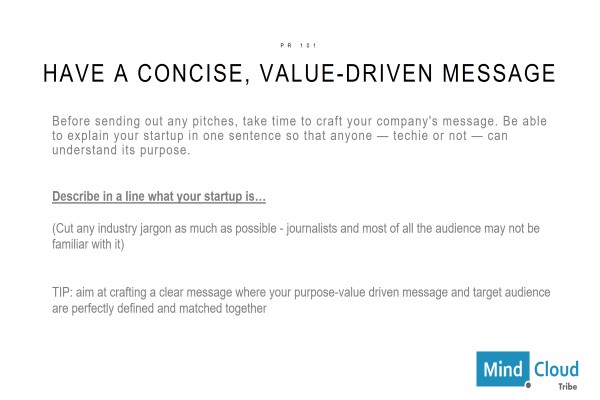 PR 101
HAVE A CONCISE, VALUE-DRIVEN MESSAGE
Before sending out any pitches, take time to craft your company's message. Be able
to explain your startup in one sentence so that anyone — techie or not — can
understand its purpose.
Describe in a line what your startup is…
(Cut any industry jargon as much as possible - journalists and most of all the audience may not be
familiar with it)
TIP: aim at crafting a clear message where your purpose-value driven message and target audience
are perfectly defined and matched together
Mind Cloud
Tribe